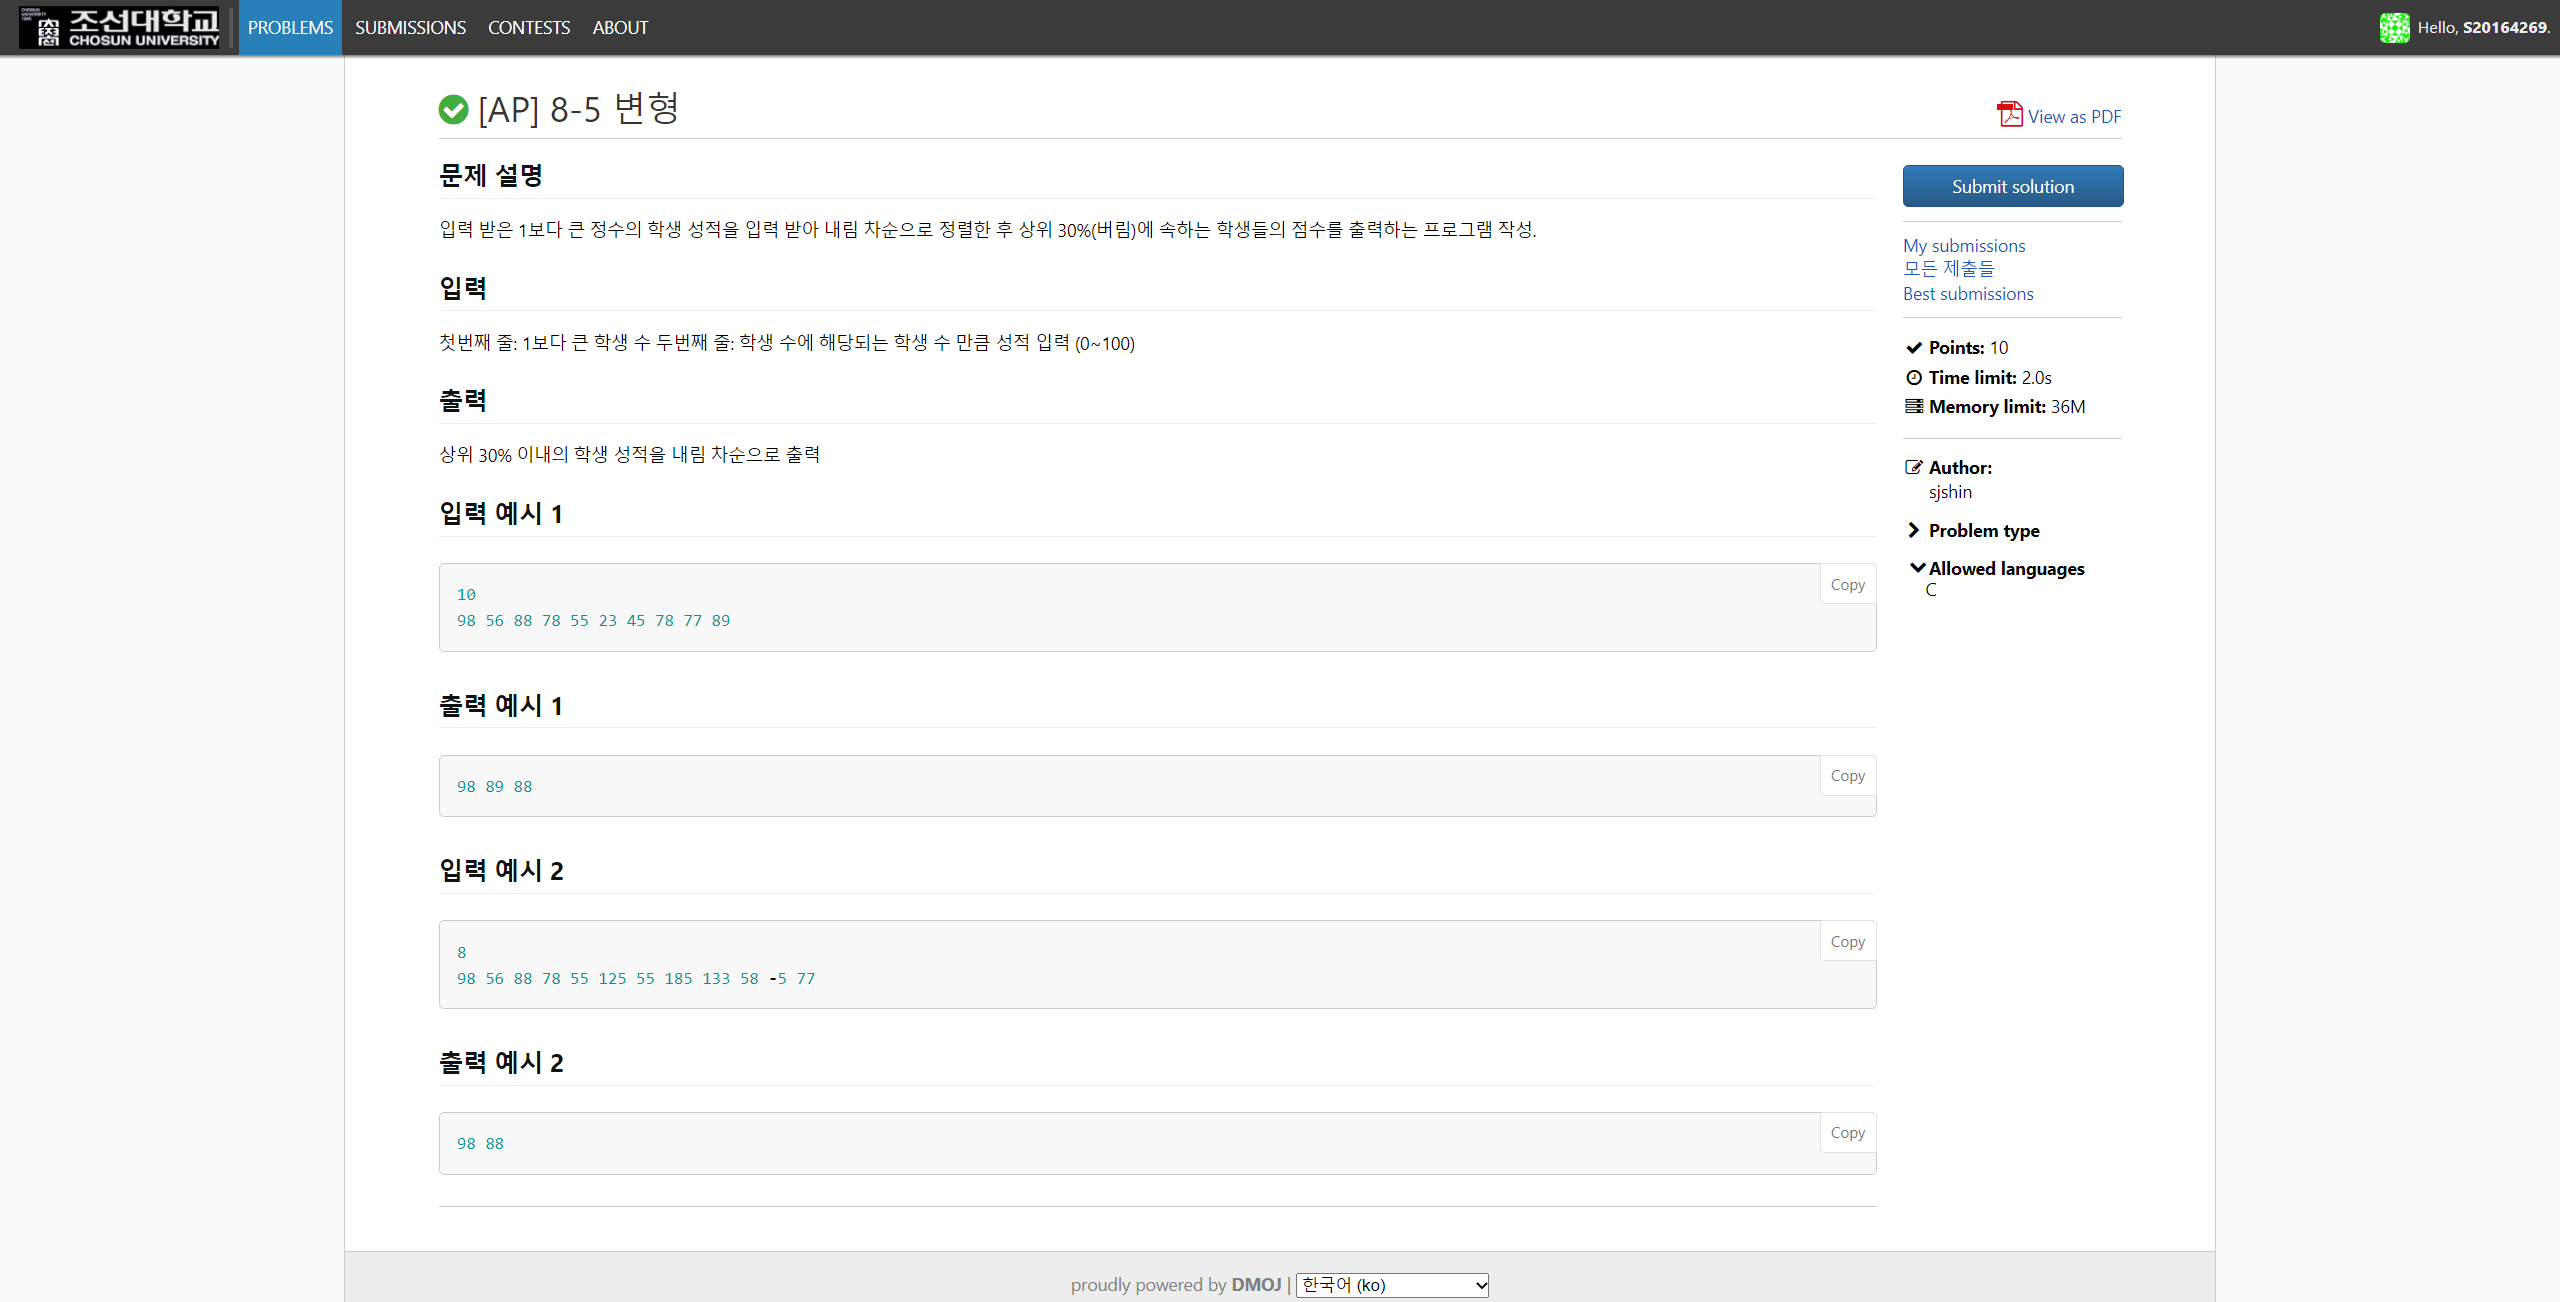 조선대학교
CHOSUN UNIVERSITY
PROBLEMS SUBMISSIONS CONTESTS ABOUT
Hello, S20164269.
[AP] 8-5 변형
View as PDF
문제 설명
입력 받은 1보다 큰 정수의 학생 성적을 입력 받아 내림 차순으로 정렬한 후 상위 30%(버림)에 속하는 학생들의 점수를 출력하는 프로그램 작성.
입력
첫번째 줄: 1보다 큰 학생 수 두번째 줄: 학생 수에 해당되는 학생 수 만큼 성적 입력 (0~100)
출력
상위 30% 이내의 학생 성적을 내림 차순으로 출력
입력 예시 1
Copy
10
98 56 88 78 55 23 45 78 77 89
출력 예시 1
Copy
98 89 88
입력 예시 2
Copy
8
98 56 88 78 55 125 55 185 133 58 -5 77
출력 예시 2
Copy
98 88
Submit solution
My submissions
모든 제출들
Best submissions
Points: 10
Time limit: 2.0s
Memory limit: 36M
Author:
sjshin
Problem type
Allowed languages
C
proudly powered by DMOJ | 한국어 (ko)